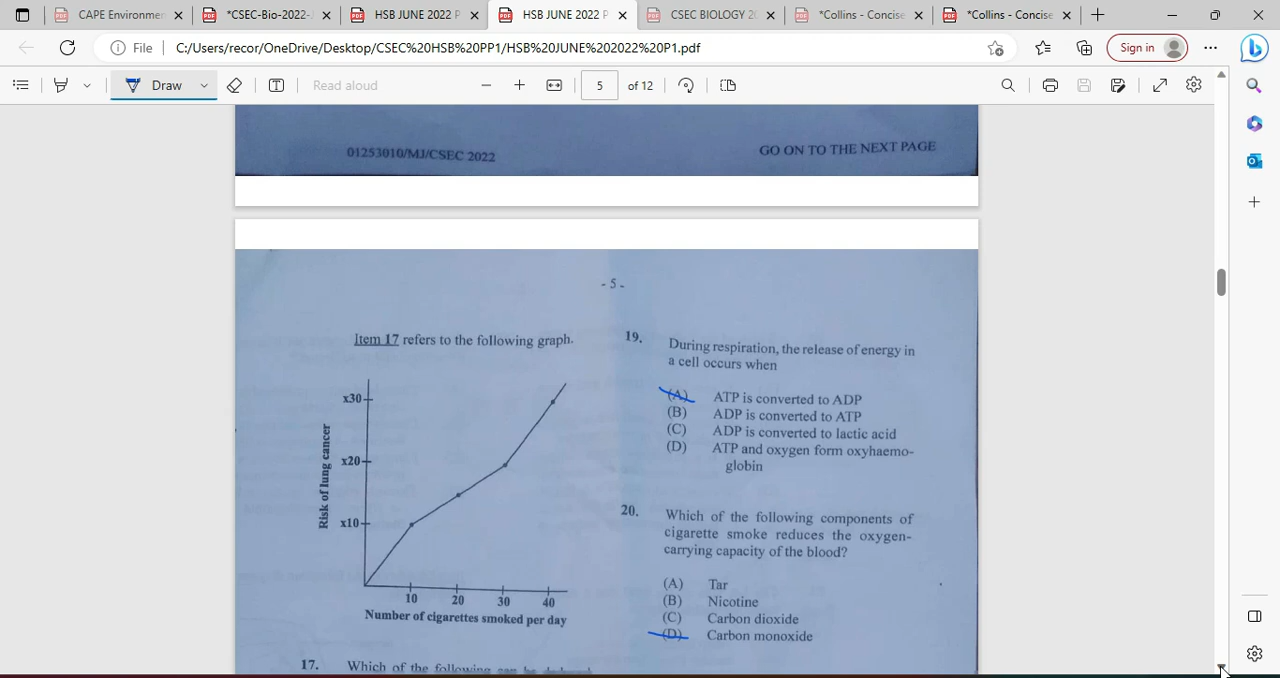 CAPE Environmen
*CSEC-Bio-2022-
HSB JUNE 2022 P
HSB JUNE 2022 P
CSEC BIOLOGY 20
*Collins - Concise
*Collins - Concise
File
C:/Users/recor/OneDrive/Desktop/CSEC%20HSB%20PP1/HSB%20JUNE%202022%20P1.pdf
Sign in
Draw
Read aloud
5 of 12
01253010/MJ/CSEC 2022
GO ON TO THE NEXT PAGE
- 5 -
Item 17 refers to the following graph.
x30
x20
x10
Risk of lung cancer
10 20 30 40
Number of cigarettes smoked per day
17. Which of the following can be deduced
19. During respiration, the release of energy in
a cell occurs when
(A) ATP is converted to ADP
(B) ADP is converted to ATP
(C) ADP is converted to lactic acid
(D) ATP and oxygen form oxyhaemo-
globin
20. Which of the following components of
cigarette smoke reduces the oxygen-
carrying capacity of the blood?
(A) Tar
(B) Nicotine
(C) Carbon dioxide
(D) Carbon monoxide